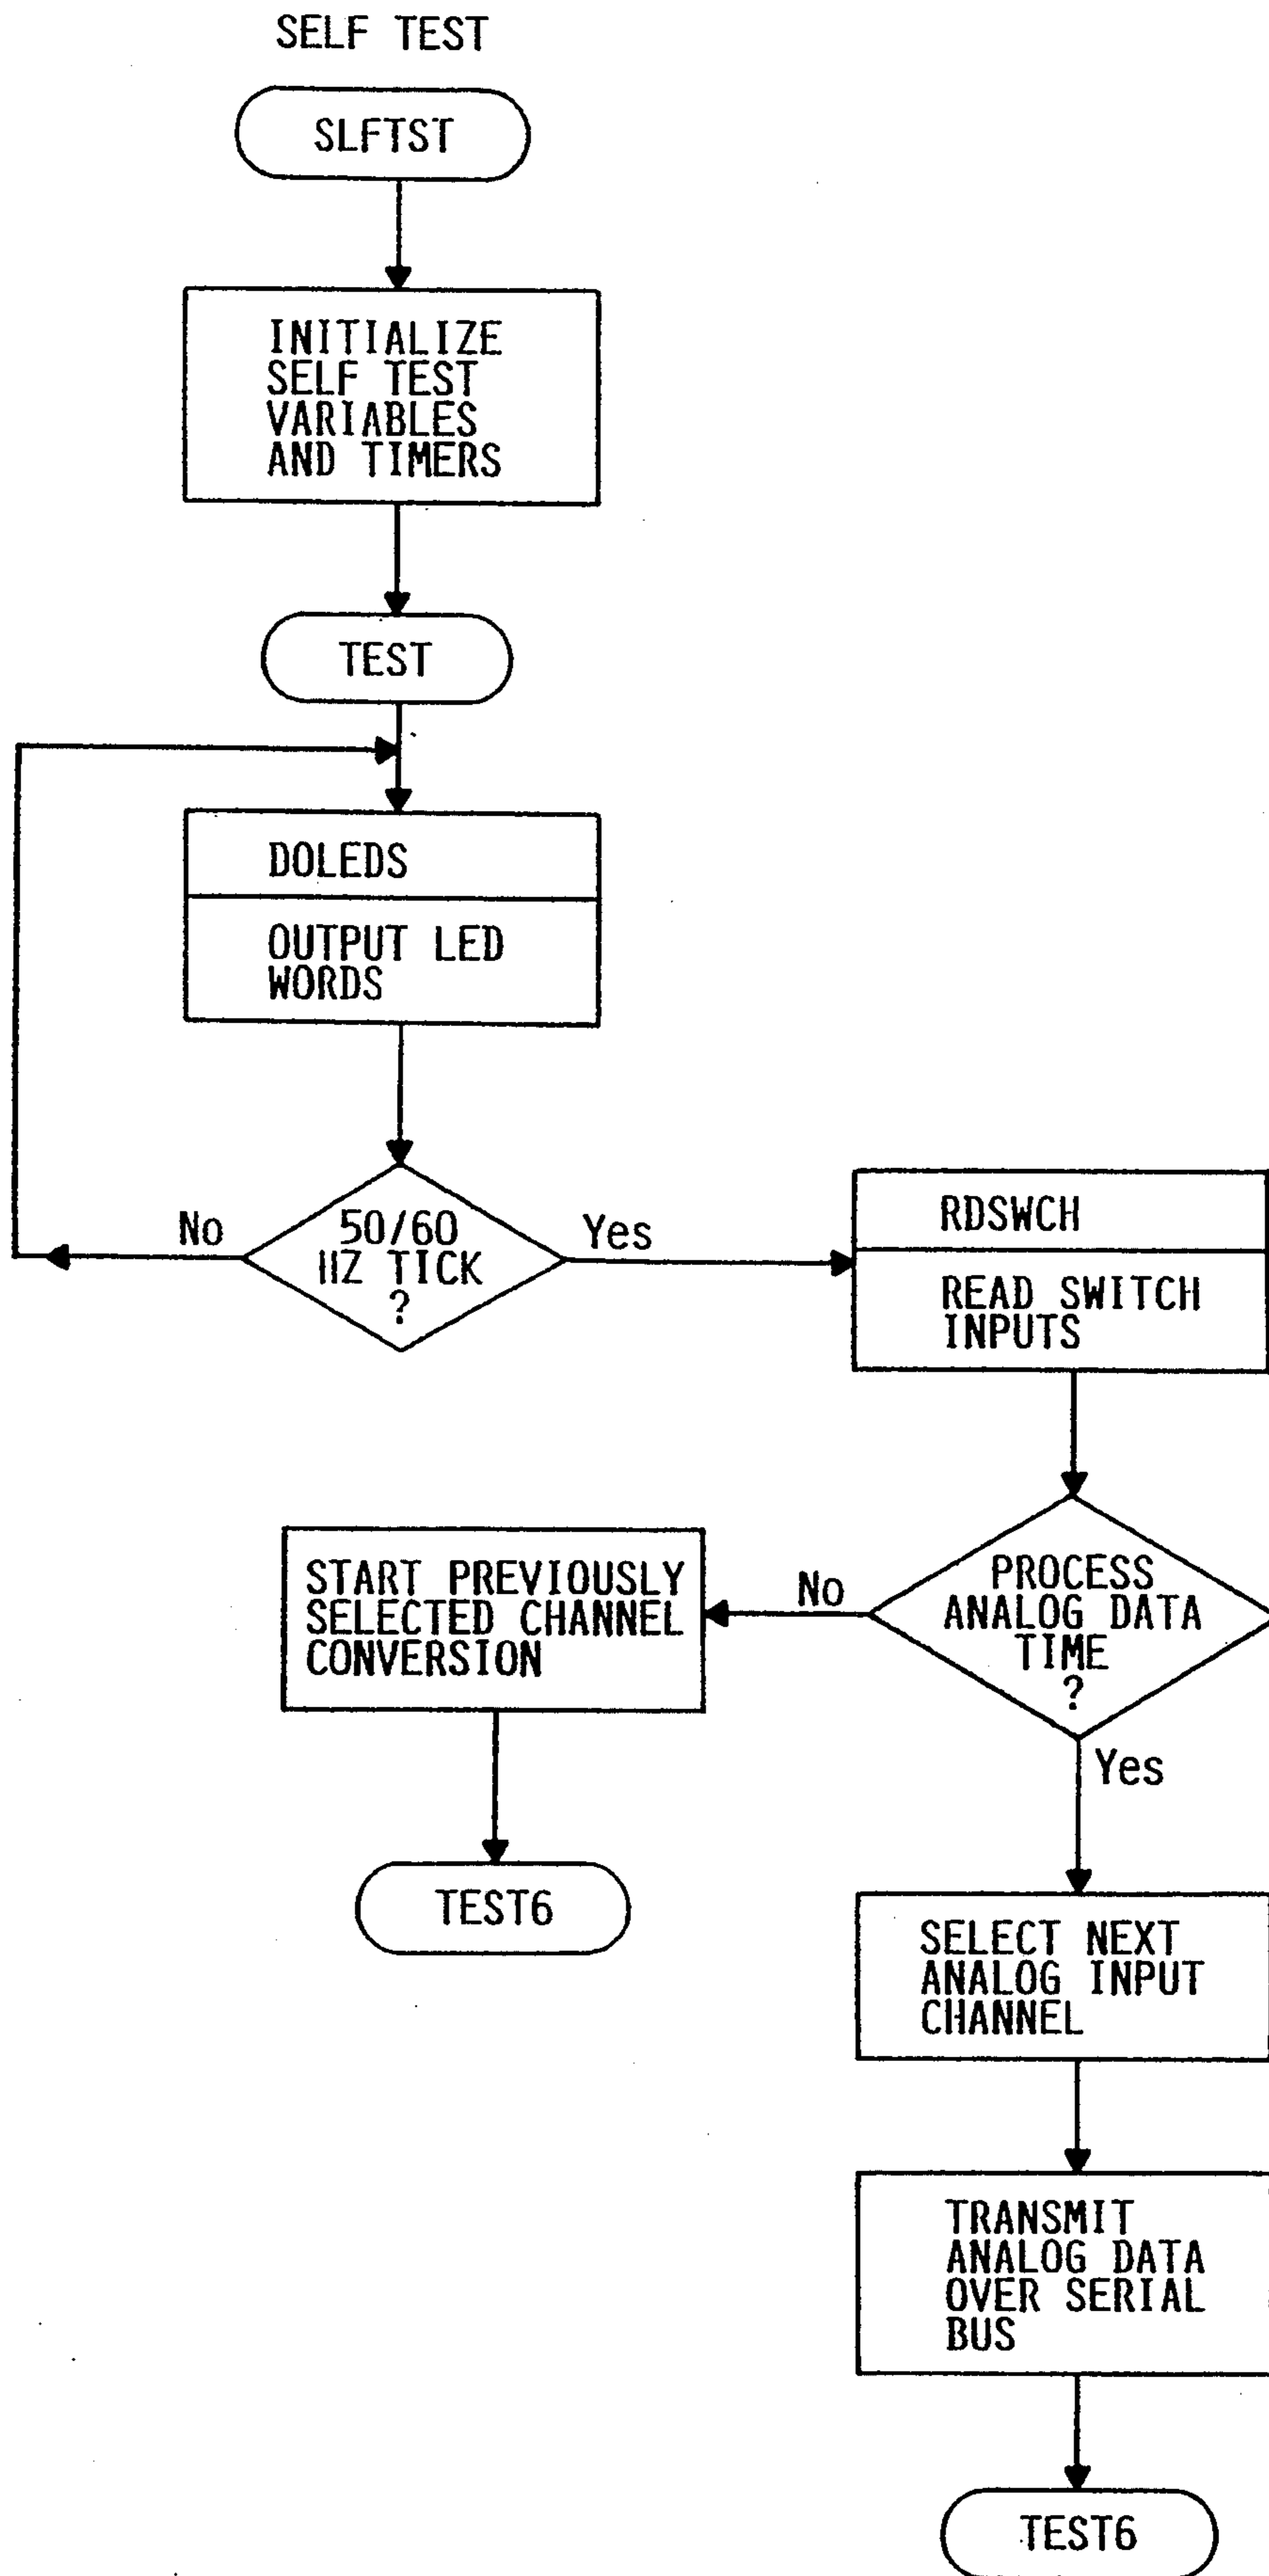 SELF TEST
SLFTST
INITIALIZE
SELF TEST
VARIABLES
AND TIMERS
TEST
DOLEDS
OUTPUT LED
WORDS
50/60
HZ TICK
?
No
Yes
RDSWCH
READ SWITCH
INPUTS
PROCESS
ANALOG DATA
TIME
?
No
START PREVIOUSLY
SELECTED CHANNEL
CONVERSION
TEST6
Yes
SELECT NEXT
ANALOG INPUT
CHANNEL
TRANSMIT
ANALOG DATA
OVER SERIAL
BUS
TEST6